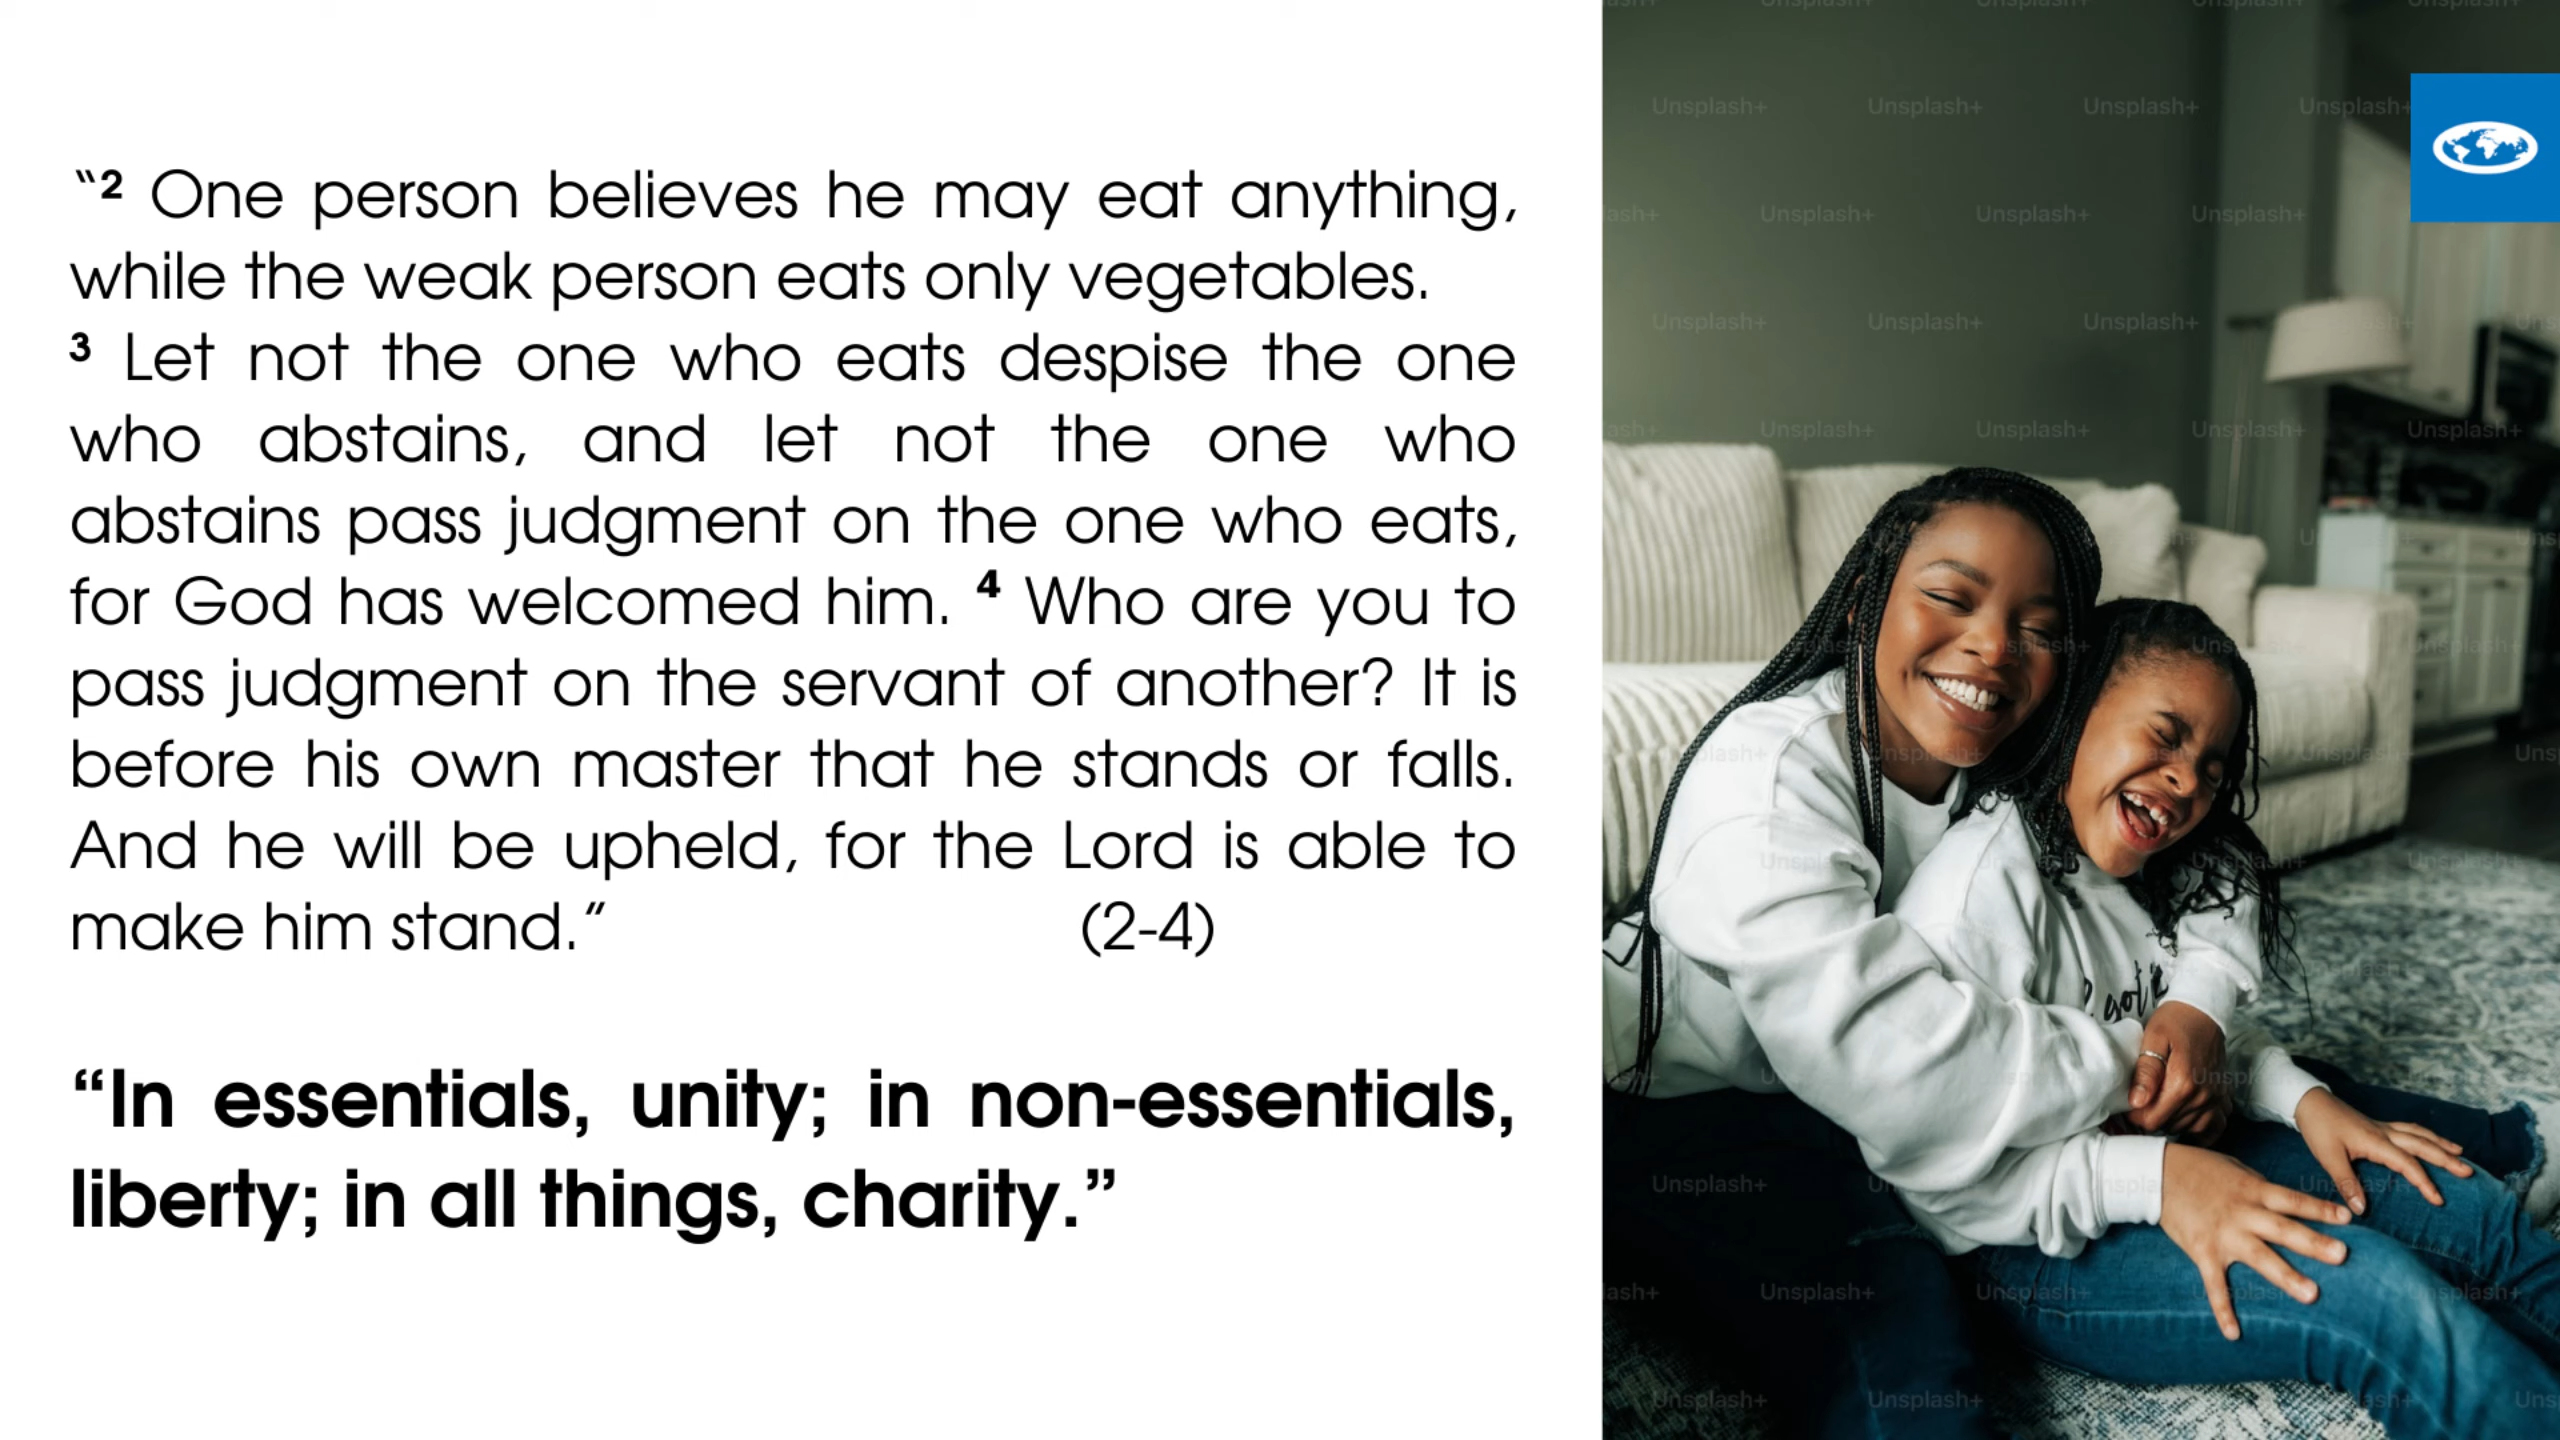 “2 One person believes he may eat anything,
while the weak person eats only vegetables.
3 Let not the one who eats despise the one
who abstains, and let not the one who
abstains pass judgment on the one who eats,
for God has welcomed him. 4 Who are you to
pass judgment on the servant of another? It is
before his own master that he stands or falls.
And he will be upheld, for the Lord is able to
make him stand.” (2-4)
“In essentials, unity; in non-essentials,
liberty; in all things, charity.”
Unsplash+
got it